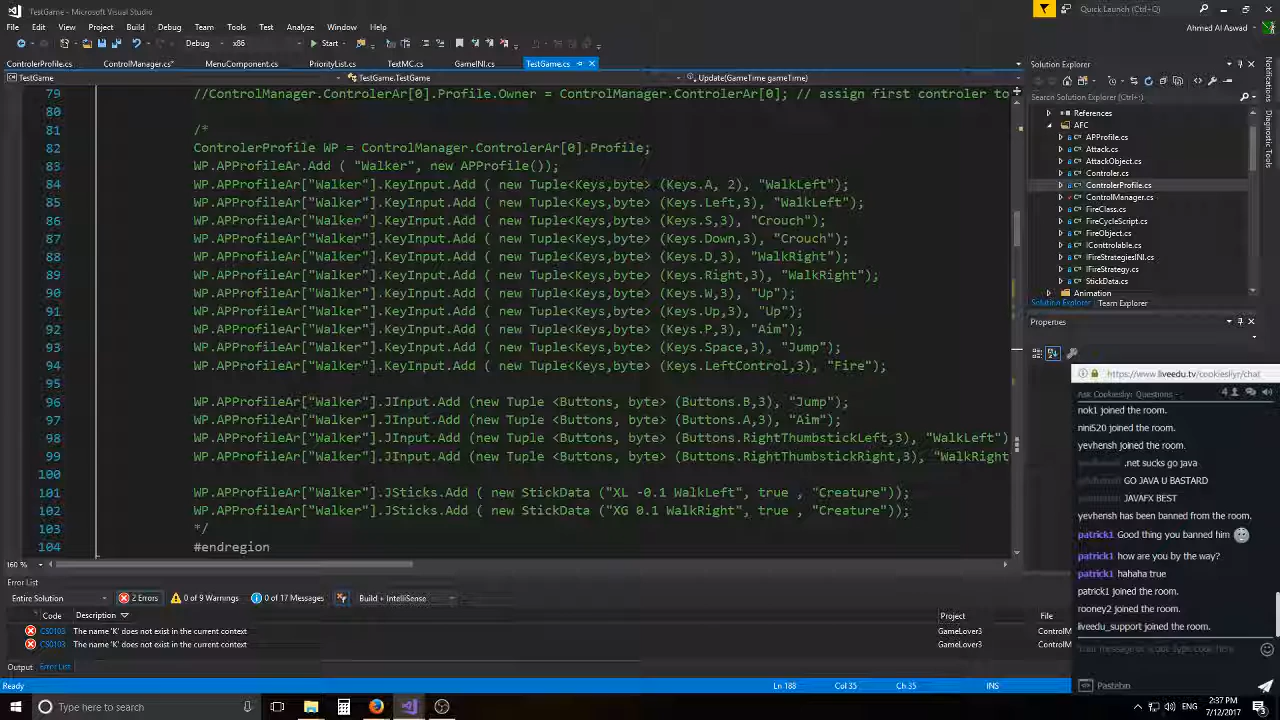 TestGame - Microsoft Visual Studio
Quick Launch (Ctrl+Q)
File Edit View Project Build Debug Team Tools Test Analyze Window Help
Ahmed Al Aswad
Debug x86 Start
ControlerProfile.cs ControlManager.cs* MenuComponent.cs PriorityList.cs TextMC.cs GameINI.cs TestGame.cs
TestGame TestGame.TestGame Update(GameTime gameTime)
79 //ControlManager.ControlerAr[0].Profile.Owner = ControlManager.ControlerAr[0]; // assign first controler to
80
81 /*
82 ControlerProfile WP = ControlManager.ControlerAr[0].Profile;
83 WP.APProfileAr.Add ( "Walker", new APProfile());
84 WP.APProfileAr["Walker"].KeyInput.Add ( new Tuple<Keys,byte> (Keys.A, 2), "WalkLeft");
85 WP.APProfileAr["Walker"].KeyInput.Add ( new Tuple<Keys,byte> (Keys.Left,3), "WalkLeft");
86 WP.APProfileAr["Walker"].KeyInput.Add ( new Tuple<Keys,byte> (Keys.S,3), "Crouch");
87 WP.APProfileAr["Walker"].KeyInput.Add ( new Tuple<Keys,byte> (Keys.Down,3), "Crouch");
88 WP.APProfileAr["Walker"].KeyInput.Add ( new Tuple<Keys,byte> (Keys.D,3), "WalkRight");
89 WP.APProfileAr["Walker"].KeyInput.Add ( new Tuple<Keys,byte> (Keys.Right,3), "WalkRight");
90 WP.APProfileAr["Walker"].KeyInput.Add ( new Tuple<Keys,byte> (Keys.W,3), "Up");
91 WP.APProfileAr["Walker"].KeyInput.Add ( new Tuple<Keys,byte> (Keys.Up,3), "Up");
92 WP.APProfileAr["Walker"].KeyInput.Add ( new Tuple<Keys,byte> (Keys.P,3), "Aim");
93 WP.APProfileAr["Walker"].KeyInput.Add ( new Tuple<Keys,byte> (Keys.Space,3), "Jump");
94 WP.APProfileAr["Walker"].KeyInput.Add ( new Tuple<Keys,byte> (Keys.LeftControl,3), "Fire");
95
96 WP.APProfileAr["Walker"].JInput.Add (new Tuple <Buttons, byte> (Buttons.B,3), "Jump");
97 WP.APProfileAr["Walker"].JInput.Add (new Tuple <Buttons, byte> (Buttons.A,3), "Aim");
98 WP.APProfileAr["Walker"].JInput.Add (new Tuple <Buttons, byte> (Buttons.RightThumbstickLeft,3), "WalkLeft")
99 WP.APProfileAr["Walker"].JInput.Add (new Tuple <Buttons, byte> (Buttons.RightThumbstickRight,3), "WalkRight
100
101 WP.APProfileAr["Walker"].JSticks.Add ( new StickData ("XL -0.1 WalkLeft", true , "Creature"));
102 WP.APProfileAr["Walker"].JSticks.Add ( new StickData ("XG 0.1 WalkRight", true , "Creature"));
103 */
104 #endregion
160 %
Solution Explorer
Search Solution Explorer (Ctrl+;)
References
AFC
APProfile.cs
Attack.cs
AttackObject.cs
Controler.cs
ControlerProfile.cs
ControlManager.cs
FireClass.cs
FireCycleScript.cs
FireObject.cs
IConttrolable.cs
IFireStrategiesINI.cs
IFireStrategy.cs
StickData.cs
Animation
Solution Explorer Team Explorer
Properties
Notifications
Diagnostic Tools
https://www.liveedu.tv/cookiesliyr/chat
Ask Cookiesliy: Questions - 4
nok1 joined the room.
nini520 joined the room.
yevhensh joined the room.
.net sucks go java
GO JAVA U BASTARD
JAVAFX BEST
yevhensh has been banned from the room.
patrick1 Good thing you banned him
patrick1 how are you by the way?
patrick1 hahaha true
patrick1 joined the room.
rooney2 joined the room.
liveedu_support joined the room.
Pastebin
Error List
Entire Solution 2 Errors 0 of 9 Warnings 0 of 17 Messages Build + IntelliSense
Code Description Project File
CS0103 The name 'K' does not exist in the current context GameLover3 ControlM
CS0103 The name 'K' does not exist in the current context GameLover3 ControlM
Output Error List
Ready Ln 188 Col 35 Ch 35 INS
Type here to search
ENG 2:37 PM
7/12/2017